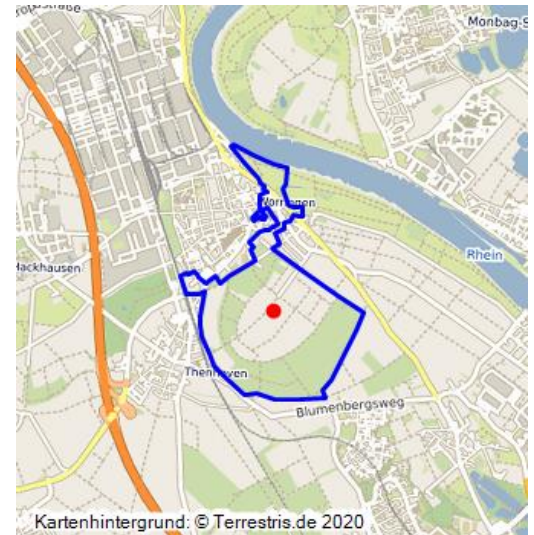 Monbag-S
Worringen
Rhein
Hackhausen
Thenhoven
Blumenbergsweg
Kartenhintergrund: © Terrestris.de 2020